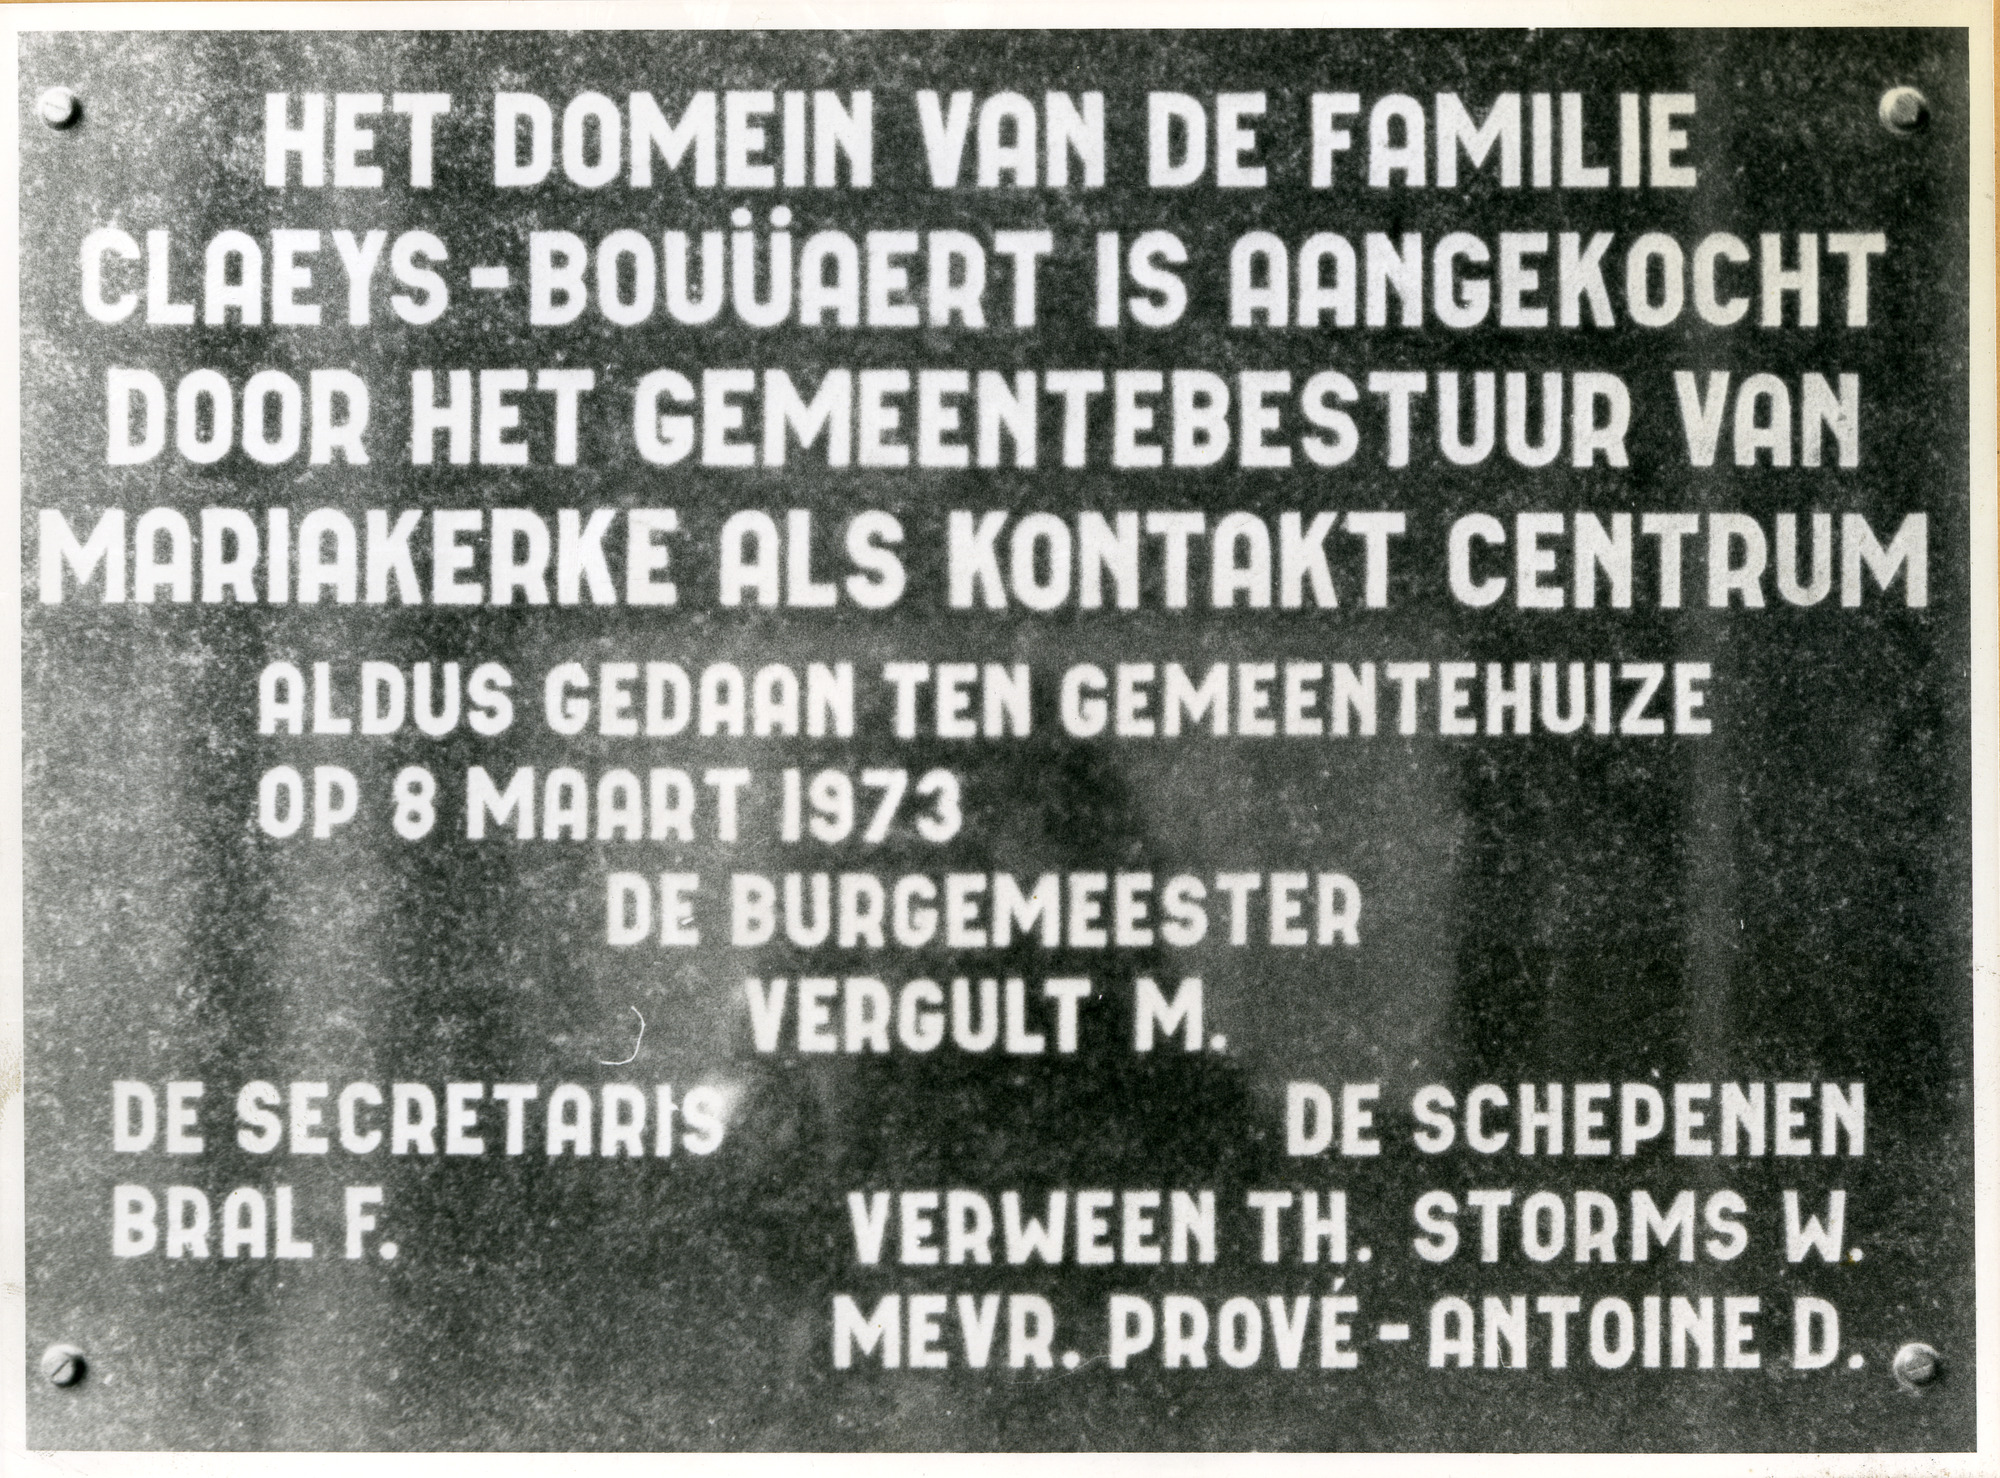 HET DOMEIN VAN DE FAMILIE
CLAEYS-BOUÜAERT IS AANGEKOCHT
DOOR HET GEMEENTEBESTUUR VAN
MARIAKERKE ALS KONTAKT CENTRUM
ALDUS GEDAAN TEN GEMEENTEHUIZE
OP 8 MAART 1973
DE BURGEMEESTER
VERGULT M.
DE SECRETARIS
BRAL F.
DE SCHEPENEN
VERWEEN TH. STORMS W.
MEVR. PROVÉ-ANTOINE D.